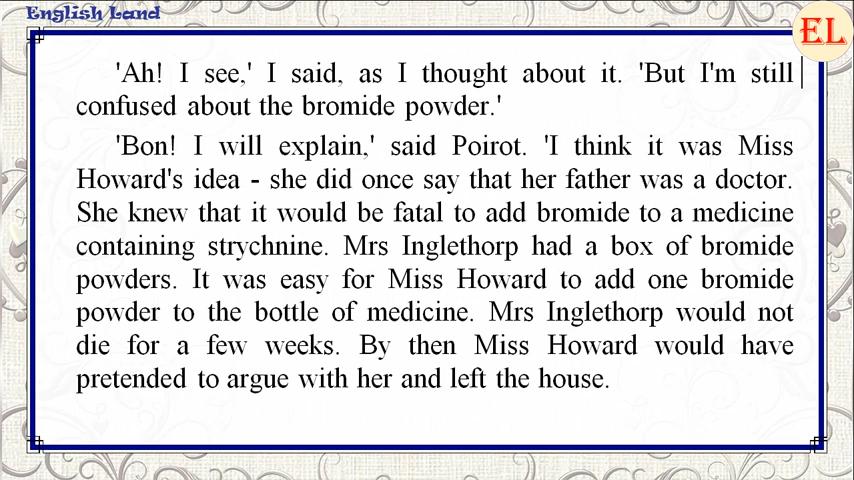 English Land
EL
'Ah! I see,' I said, as I thought about it. 'But I'm still
confused about the bromide powder.'
'Bon! I will explain,' said Poirot. 'I think it was Miss
Howard's idea - she did once say that her father was a doctor.
She knew that it would be fatal to add bromide to a medicine
containing strychnine. Mrs Inglethorp had a box of bromide
powders. It was easy for Miss Howard to add one bromide
powder to the bottle of medicine. Mrs Inglethorp would not
die for a few weeks. By then Miss Howard would have
pretended to argue with her and left the house.